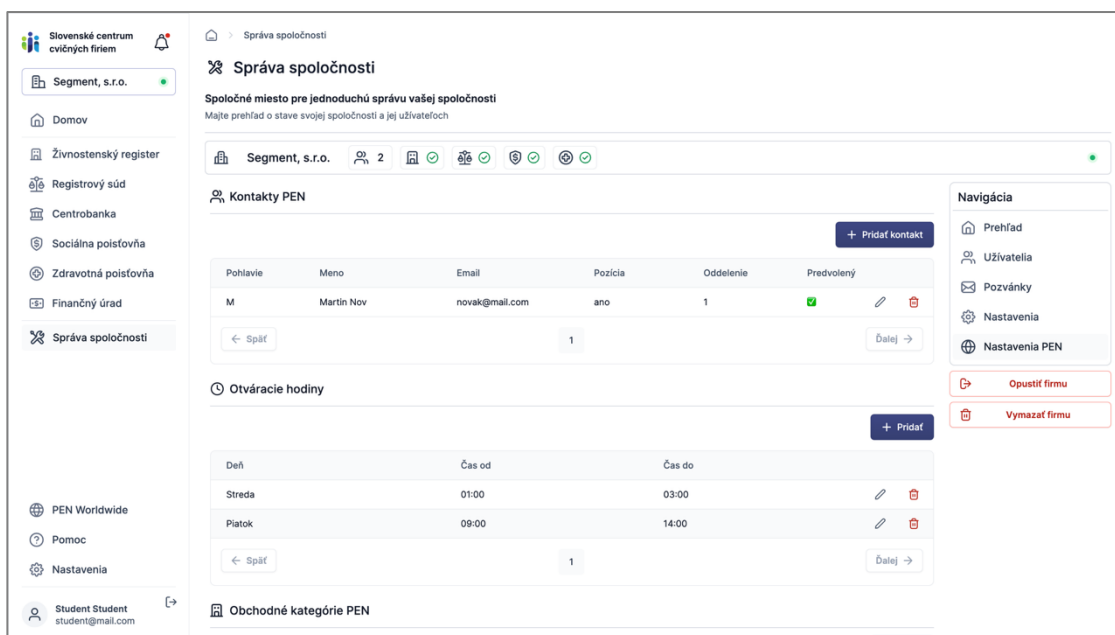 Slovenské centrum
cvičných firiem
Segment, s.r.o.
Domov
Živnostenský register
Registrový súd
Centrobanka
Sociálna poisťovňa
Zdravotná poisťovňa
Finančný úrad
Správa spoločnosti
PEN Worldwide
Pomoc
Nastavenia
Student Student
student@mail.com
Správa spoločnosti
Správa spoločnosti
Spoločné miesto pre jednoduchú správu vašej spoločnosti
Majte prehľad o stave svojej spoločnosti a jej užívateľoch
Segment, s.r.o. 2
Kontakty PEN
+ Pridať kontakt
Pohlavie Meno Email Pozícia Oddelenie Predvolený
M Martin Nov novak@mail.com ano 1
← Späť 1 Ďalej →
Otváracie hodiny
+ Pridať
Deň Čas od Čas do
Streda 01:00 03:00
Piatok 09:00 14:00
← Späť 1 Ďalej →
Obchodné kategórie PEN
Navigácia
Prehľad
Užívatelia
Pozvánky
Nastavenia
Nastavenia PEN
Opustiť firmu
Vymazať firmu